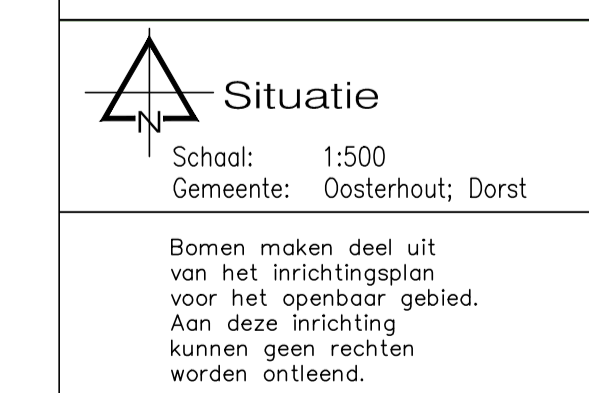 N
Situatie
Schaal: 1:500
Gemeente: Oosterhout; Dorst
Bomen maken deel uit
van het inrichtingsplan
voor het openbaar gebied.
Aan deze inrichting
kunnen geen rechten
worden ontleend.